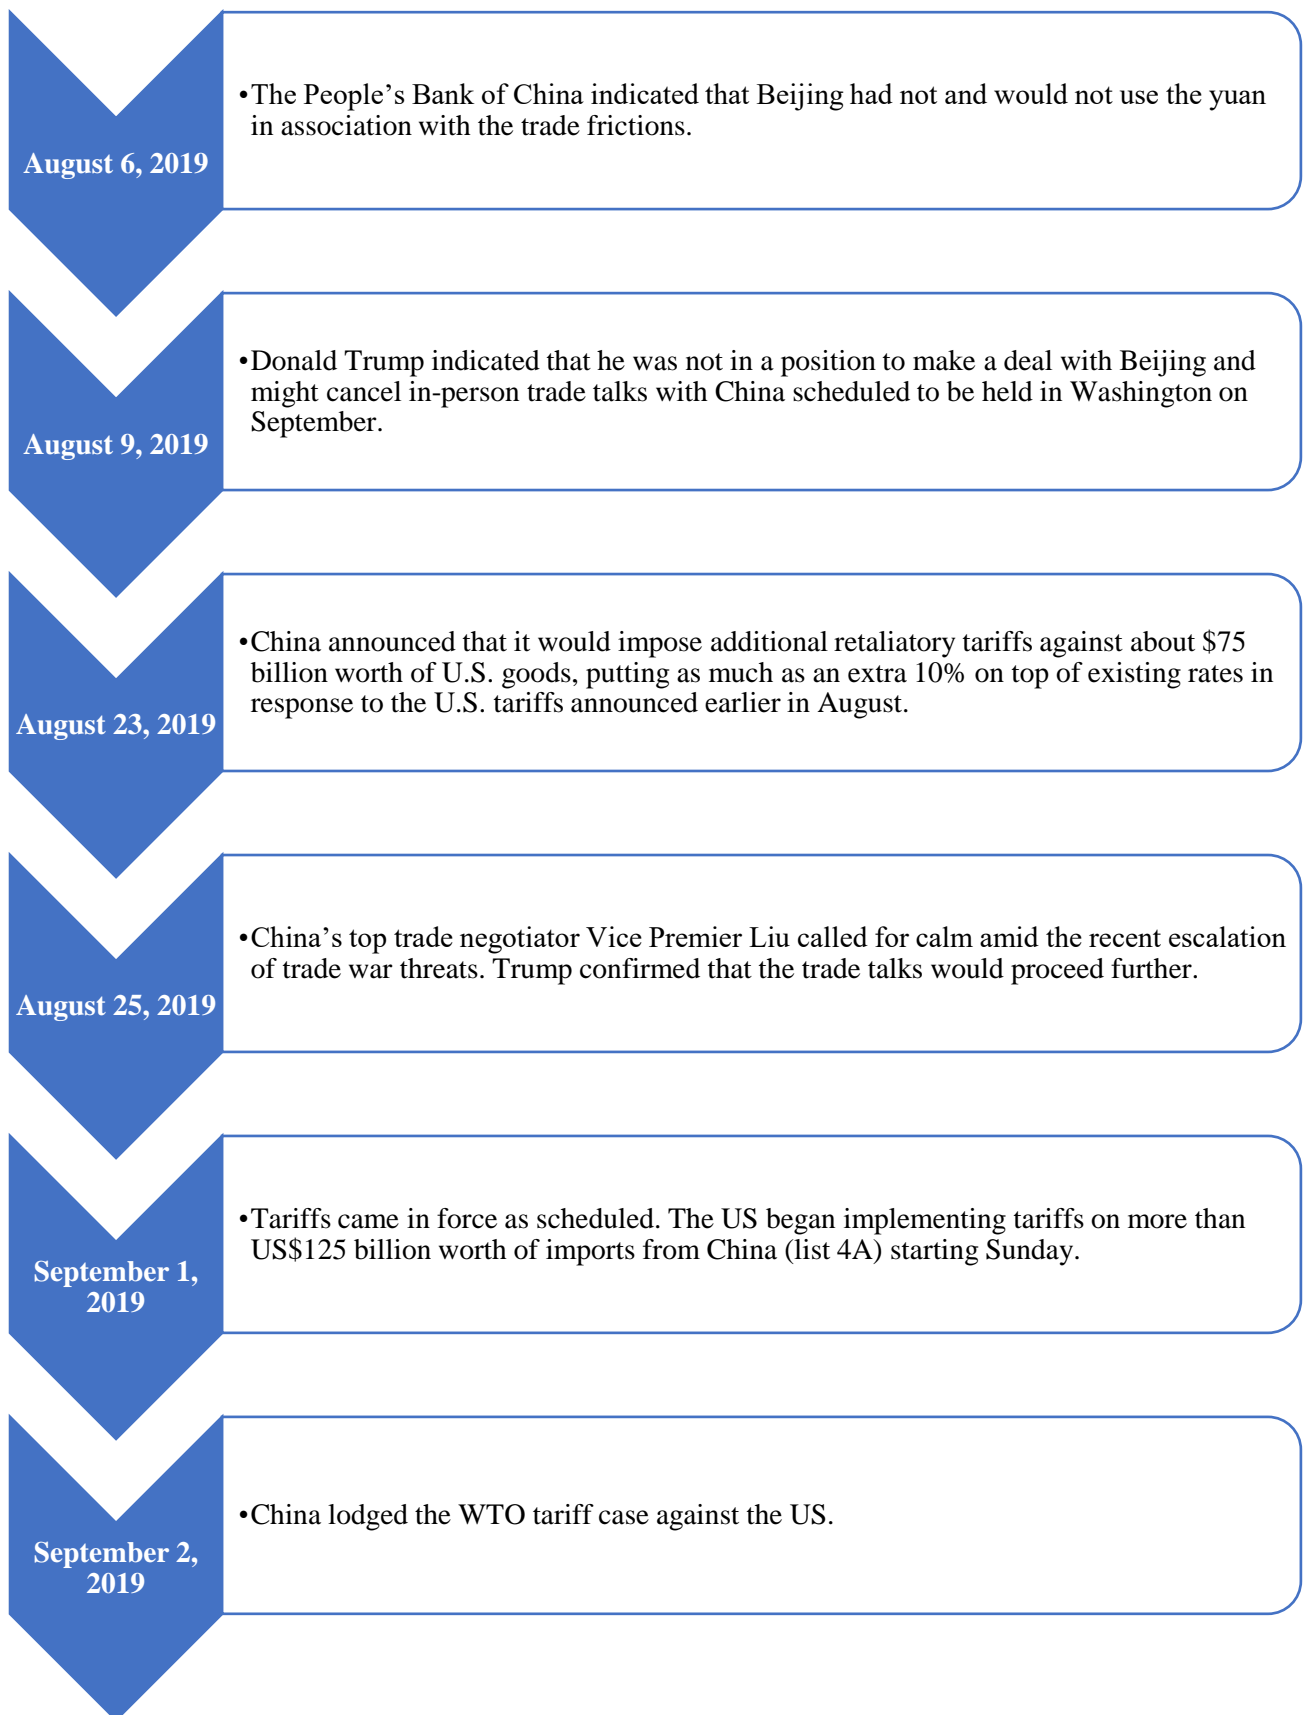 August 6, 2019
•The People’s Bank of China indicated that Beijing had not and would not use the yuan
in association with the trade frictions.
August 9, 2019
•Donald Trump indicated that he was not in a position to make a deal with Beijing and
might cancel in-person trade talks with China scheduled to be held in Washington on
September.
August 23, 2019
•China announced that it would impose additional retaliatory tariffs against about $75
billion worth of U.S. goods, putting as much as an extra 10% on top of existing rates in
response to the U.S. tariffs announced earlier in August.
August 25, 2019
•China’s top trade negotiator Vice Premier Liu called for calm amid the recent escalation
of trade war threats. Trump confirmed that the trade talks would proceed further.
September 1,
2019
•Tariffs came in force as scheduled. The US began implementing tariffs on more than
US$125 billion worth of imports from China (list 4A) starting Sunday.
September 2,
2019
•China lodged the WTO tariff case against the US.